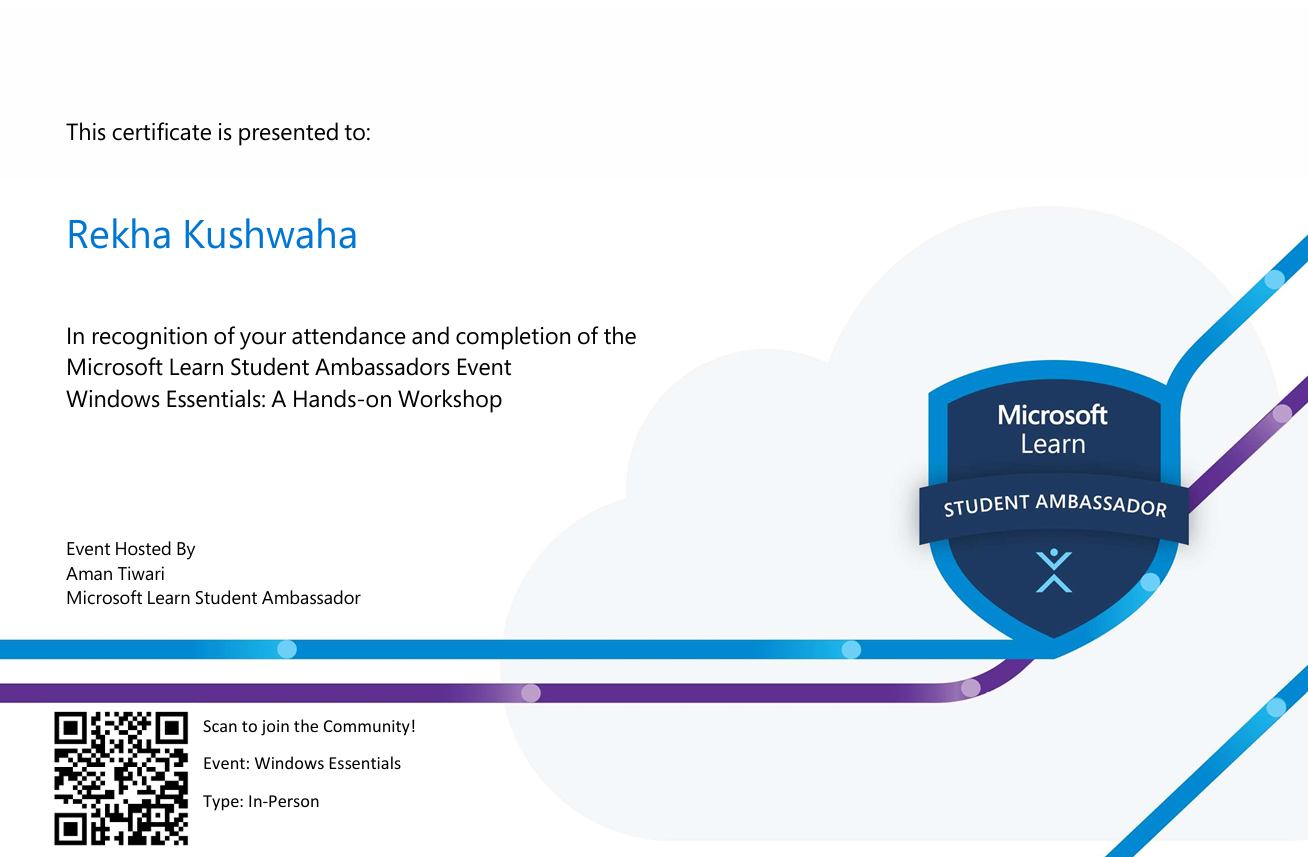 This certificate is presented to:
Rekha Kushwaha
In recognition of your attendance and completion of the
Microsoft Learn Student Ambassadors Event
Windows Essentials: A Hands-on Workshop
Microsoft
Learn
STUDENT AMBASSADOR
Event Hosted By
Aman Tiwari
Microsoft Learn Student Ambassador
Scan to join the Community!
Event: Windows Essentials
Type: In-Person